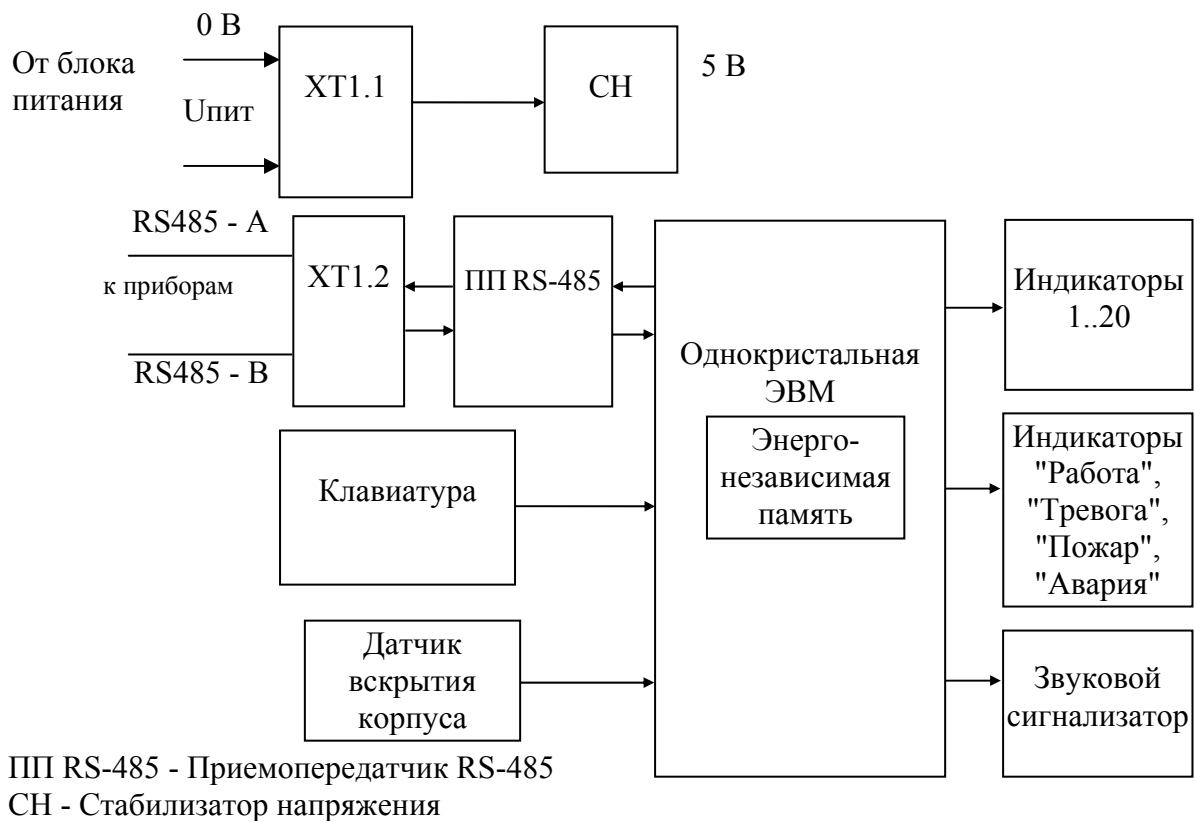 0 В
От блока
питания
Uпит
XT1.1
СН
5 В
RS485 - A
к приборам
RS485 - B
XT1.2
ПП RS-485
Однокристальная
ЭВМ
Энерго-
независимая
память
Индикаторы
1..20
Клавиатура
Индикаторы
"Работа",
"Тревога",
"Пожар",
"Авария"
Датчик
вскрытия
корпуса
Звуковой
сигнализатор
ПП RS-485 - Приемопередатчик RS-485
СН - Стабилизатор напряжения